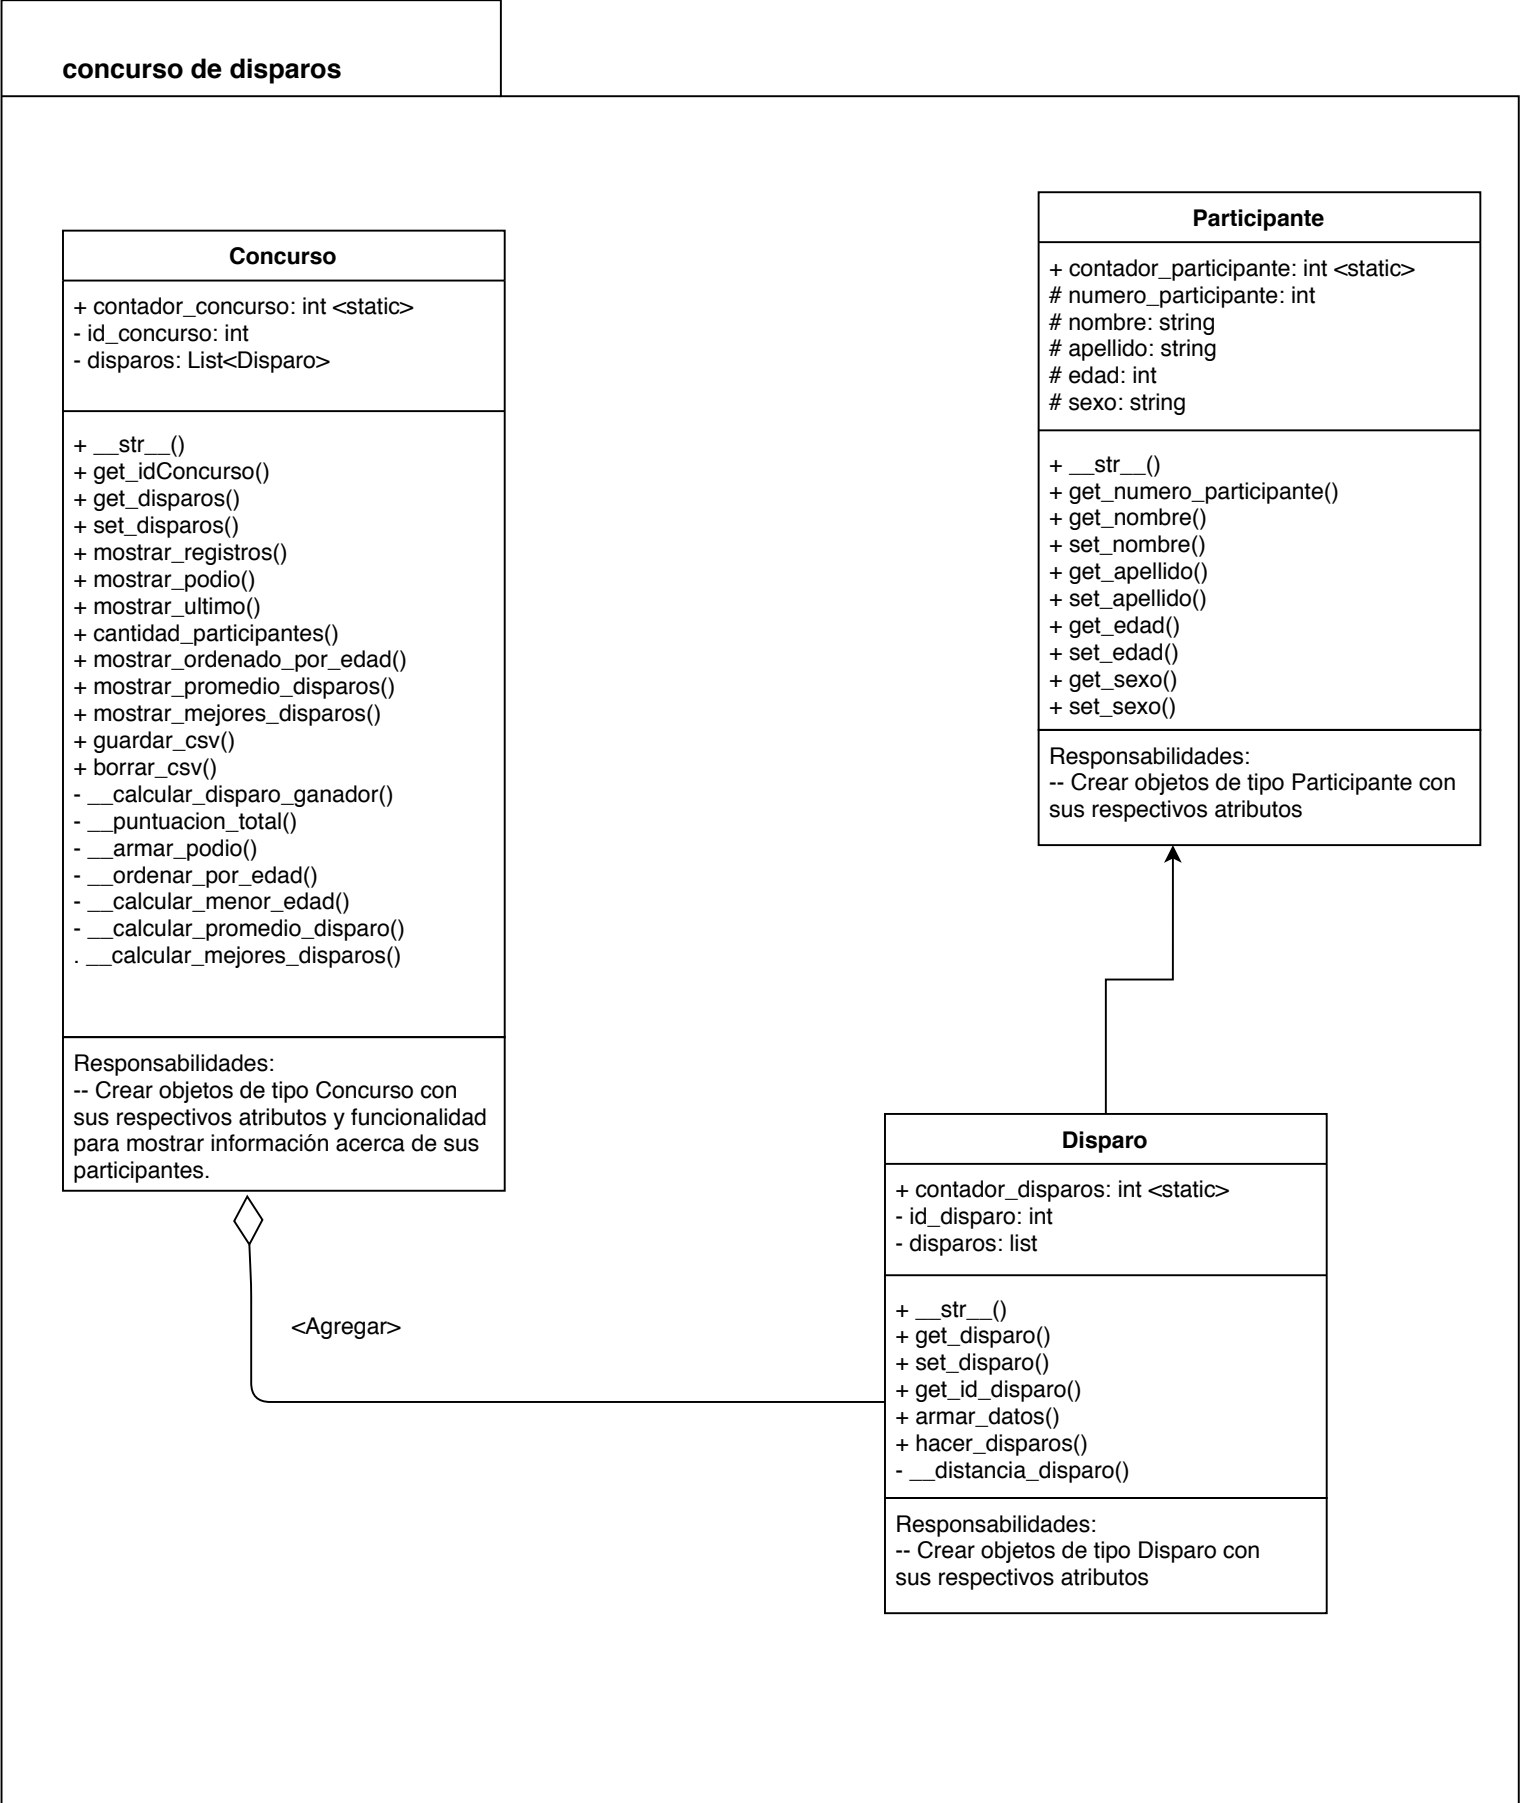 concurso de disparos
Concurso
+ contador_concurso: int <static>
- id_concurso: int
- disparos: List<Disparo>
+ __str__()
+ get_idConcurso()
+ get_disparos()
+ set_disparos()
+ mostrar_registros()
+ mostrar_podio()
+ mostrar_ultimo()
+ cantidad_participantes()
+ mostrar_ordenado_por_edad()
+ mostrar_promedio_disparos()
+ mostrar_mejores_disparos()
+ guardar_csv()
+ borrar_csv()
- __calcular_disparo_ganador()
- __puntuacion_total()
- __armar_podio()
- __ordenar_por_edad()
- __calcular_menor_edad()
- __calcular_promedio_disparo()
. __calcular_mejores_disparos()
Responsabilidades:
-- Crear objetos de tipo Concurso con
sus respectivos atributos y funcionalidad
para mostrar información acerca de sus
participantes.
<Agregar>
Participante
+ contador_participante: int <static>
# numero_participante: int
# nombre: string
# apellido: string
# edad: int
# sexo: string
+ __str__()
+ get_numero_participante()
+ get_nombre()
+ set_nombre()
+ get_apellido()
+ set_apellido()
+ get_edad()
+ set_edad()
+ get_sexo()
+ set_sexo()
Responsabilidades:
-- Crear objetos de tipo Participante con
sus respectivos atributos
Disparo
+ contador_disparos: int <static>
- id_disparo: int
- disparos: list
+ __str__()
+ get_disparo()
+ set_disparo()
+ get_id_disparo()
+ armar_datos()
+ hacer_disparos()
- __distancia_disparo()
Responsabilidades:
-- Crear objetos de tipo Disparo con
sus respectivos atributos